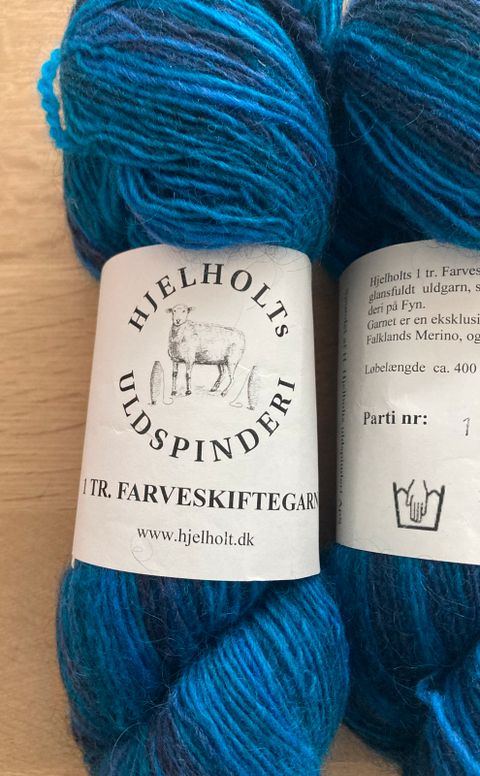 HJELHOLTs
ULDSPINDERI
1 TR. FARVESKIFTEGARN
www.hjelholt.dk
Hjelholts 1 tr. Farves
glansfuldt uldgarn, s
deri på Fyn.
Garnet er en eksklusi
Falklands Merino, og
Løbelængde ca. 400
Parti nr: 1